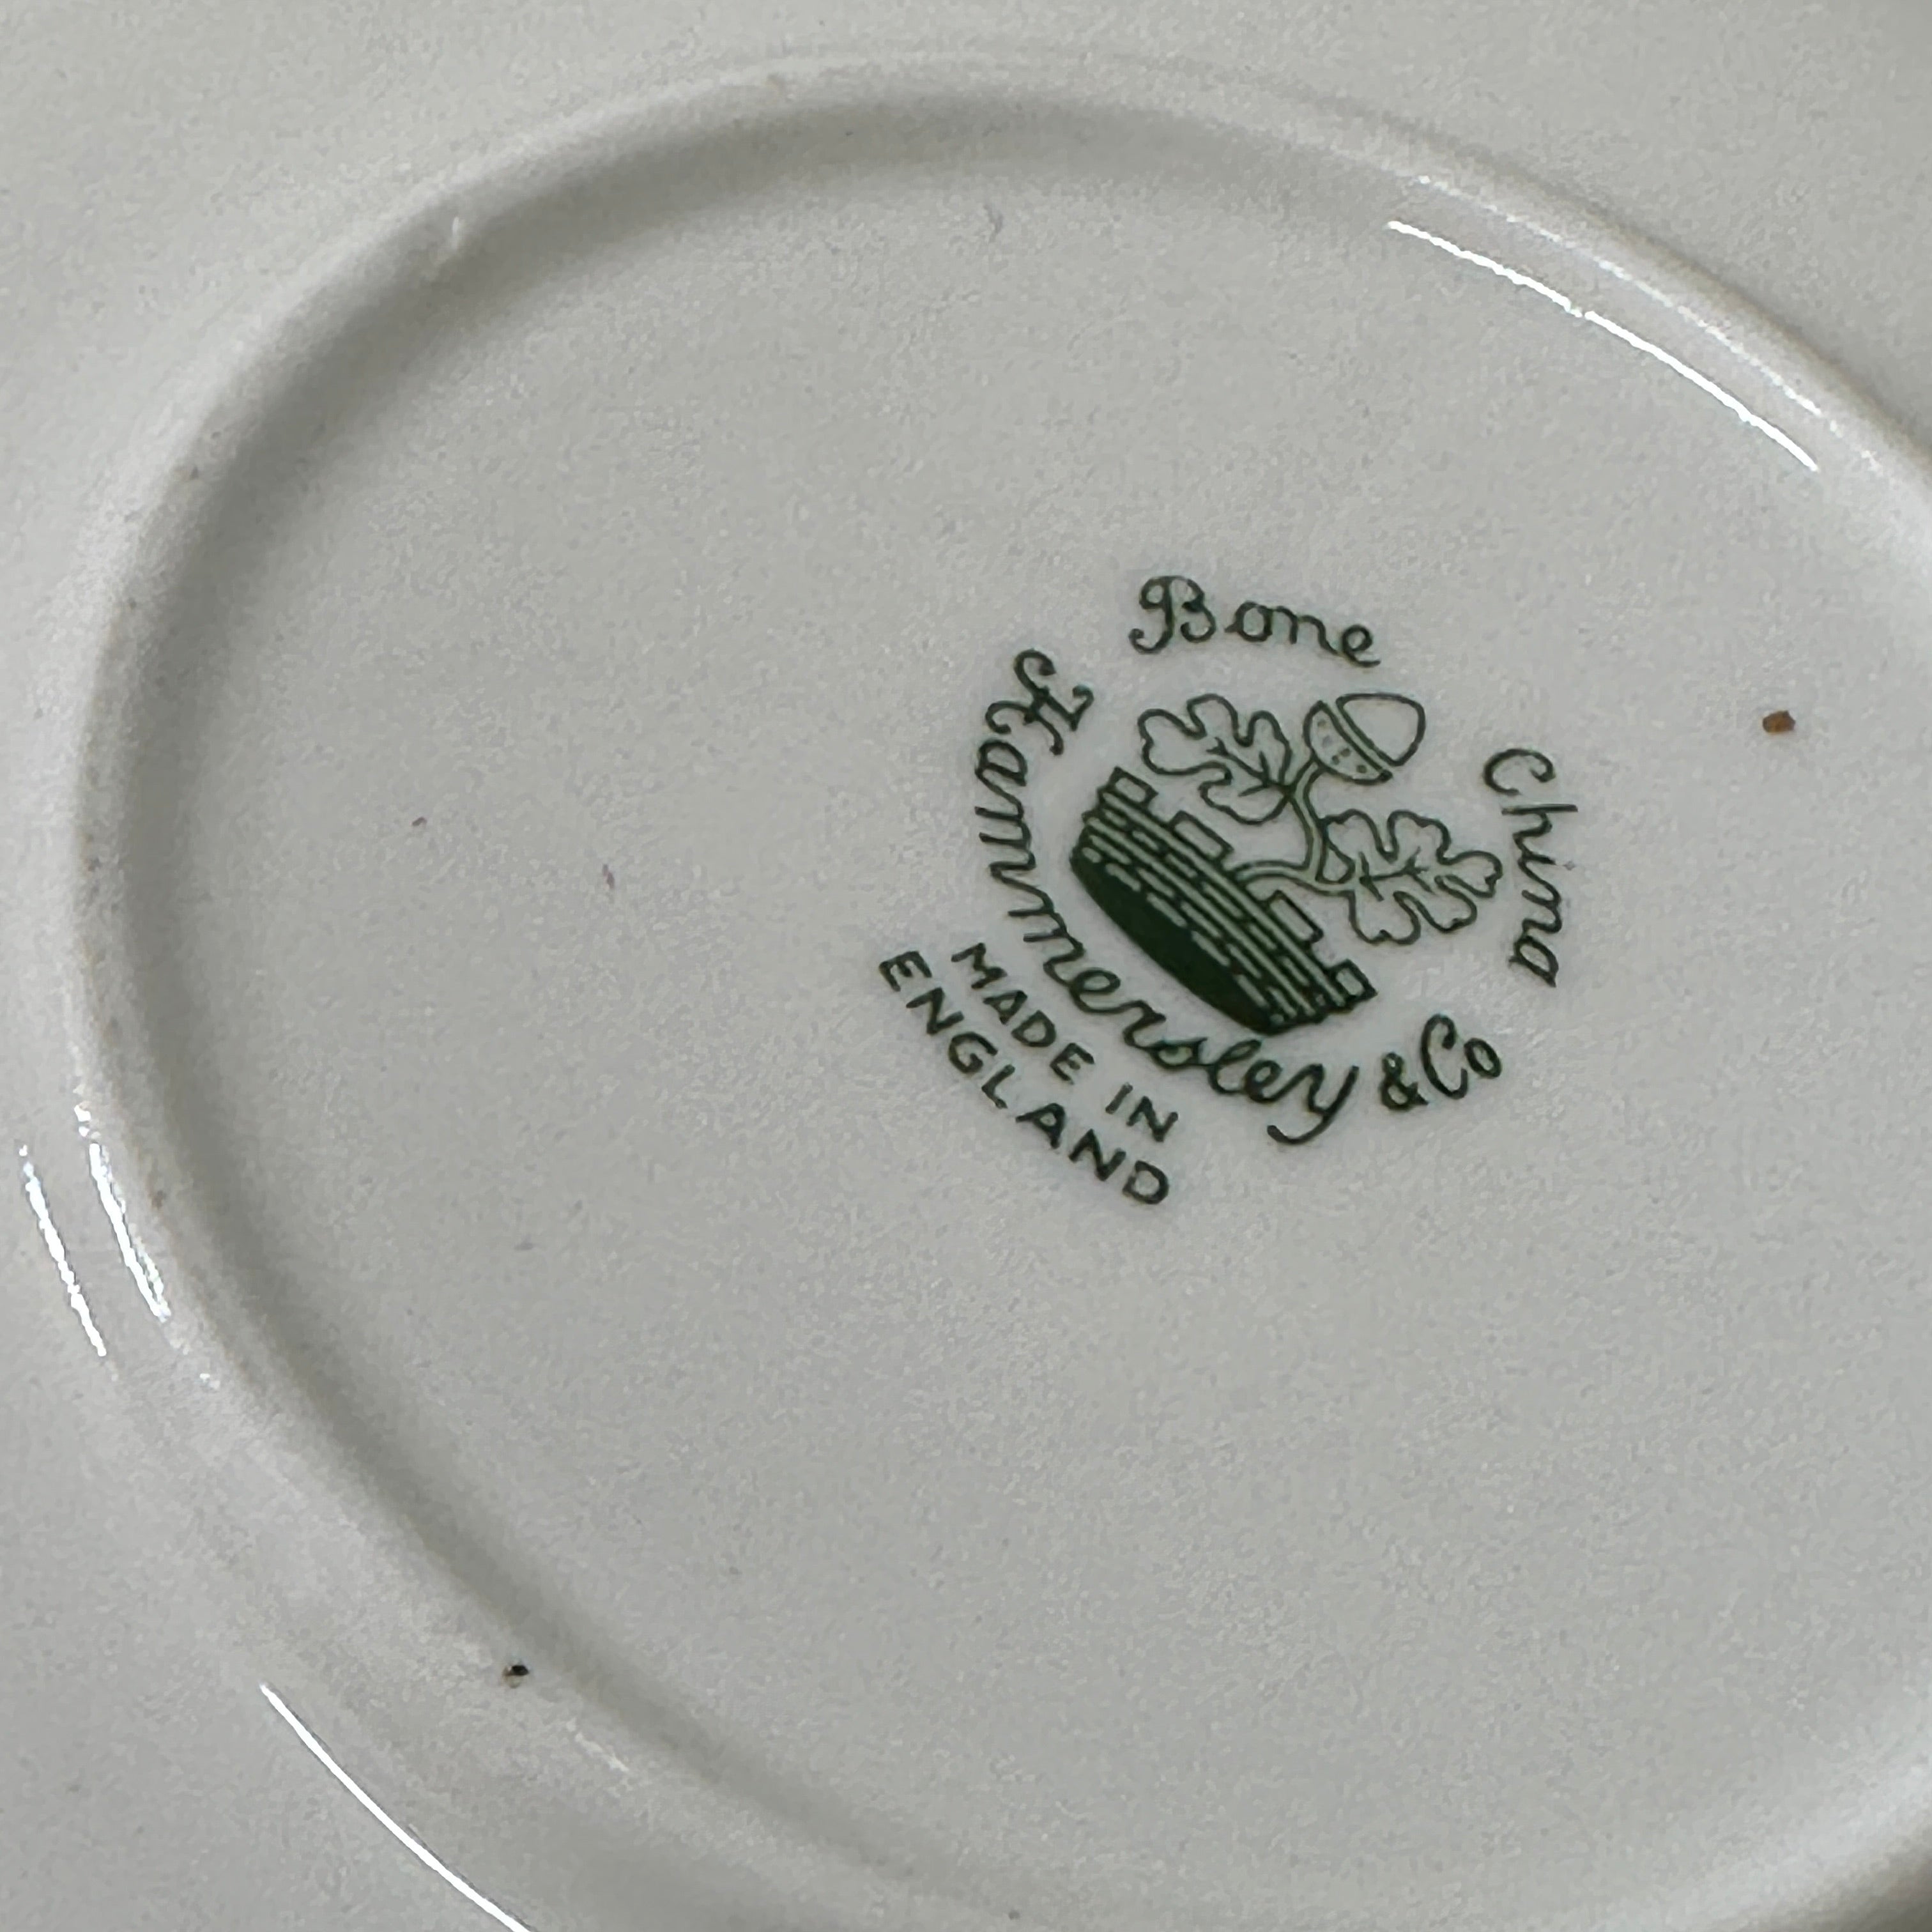 Bone China
Hammersley & Co
MADE IN
ENGLAND